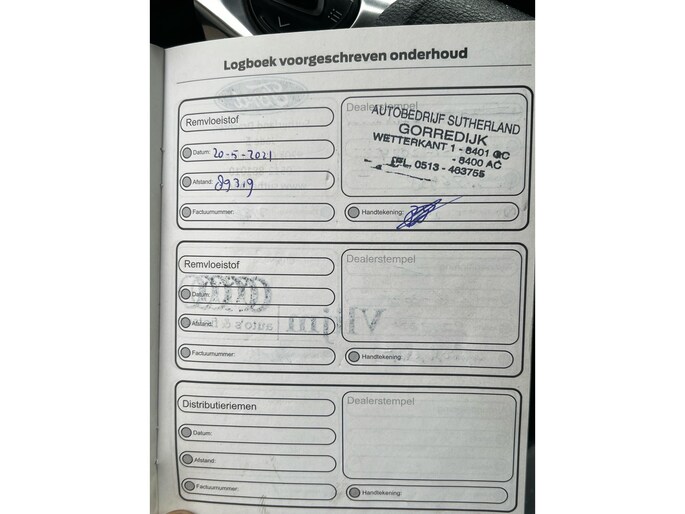 Logboek voorgeschreven onderhoud
Remvloeistof
Datum: 20-5-2021
Afstand: 89319
Factuurnummer:
Dealerstempel
AUTOBEDRIJF SUTHERLAND
GORREDIJK
WETTERKANT 1 - 8401 GC
- 8400 AC
TEL. 0513 - 463755
Handtekening:
Remvloeistof
Datum:
Afstand:
Factuurnummer:
Dealerstempel
Handtekening:
Distributieriemen
Datum:
Afstand:
Factuurnummer:
Dealerstempel
Handtekening: